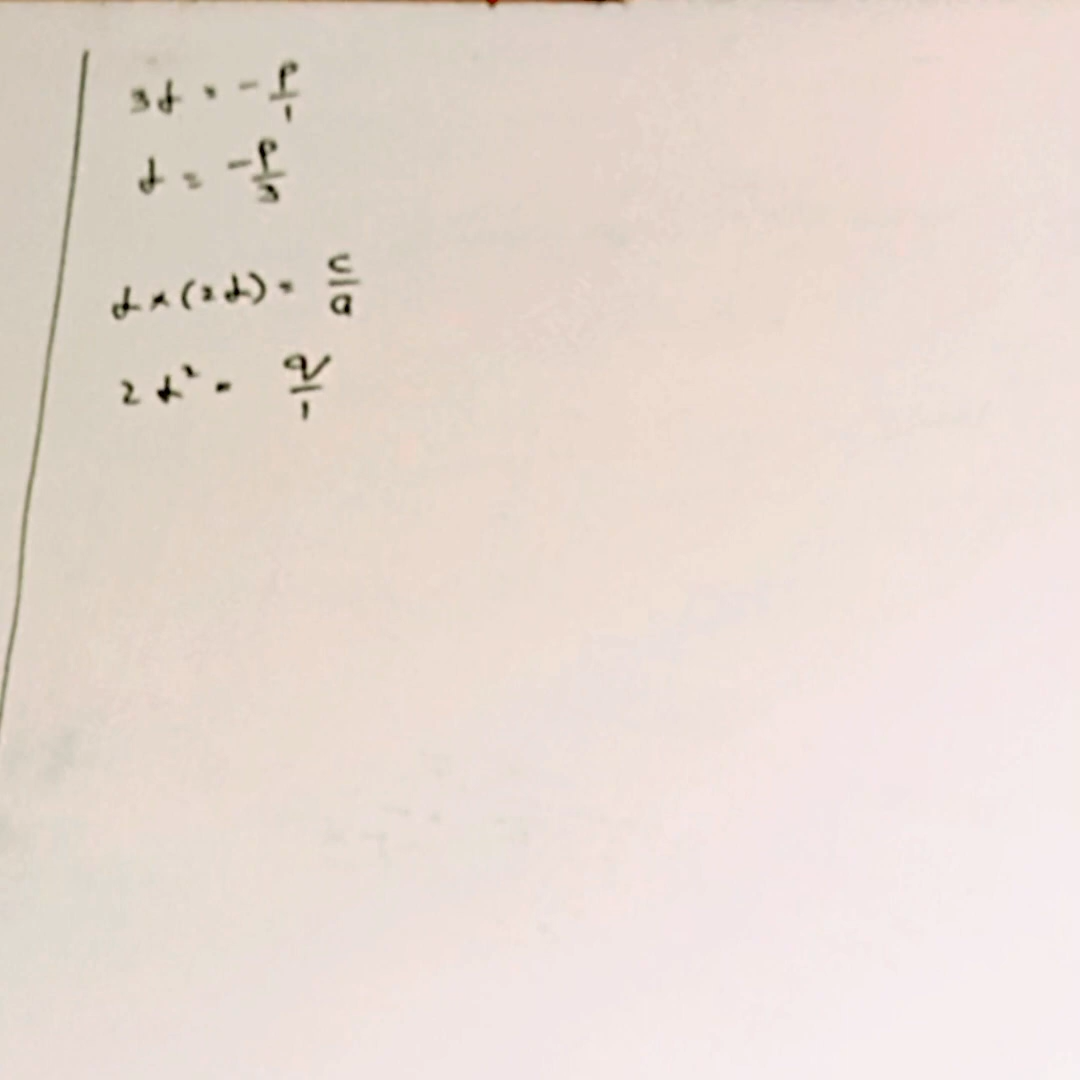 3α = -p/1
α = -p/3
α × (2α) = c/a
2α² = q/1